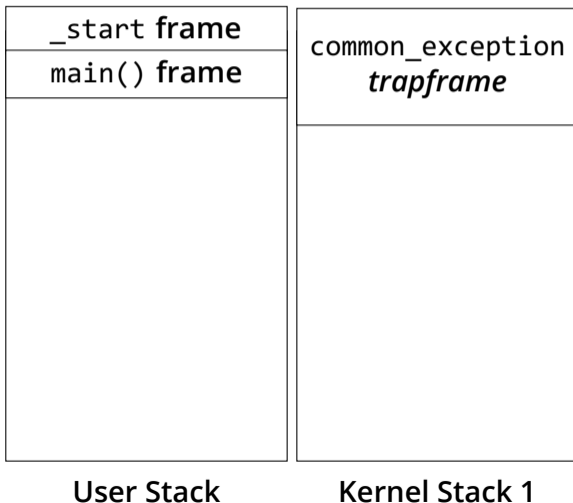 _start frame
main() frame
common_exception
trapframe
User Stack
Kernel Stack 1